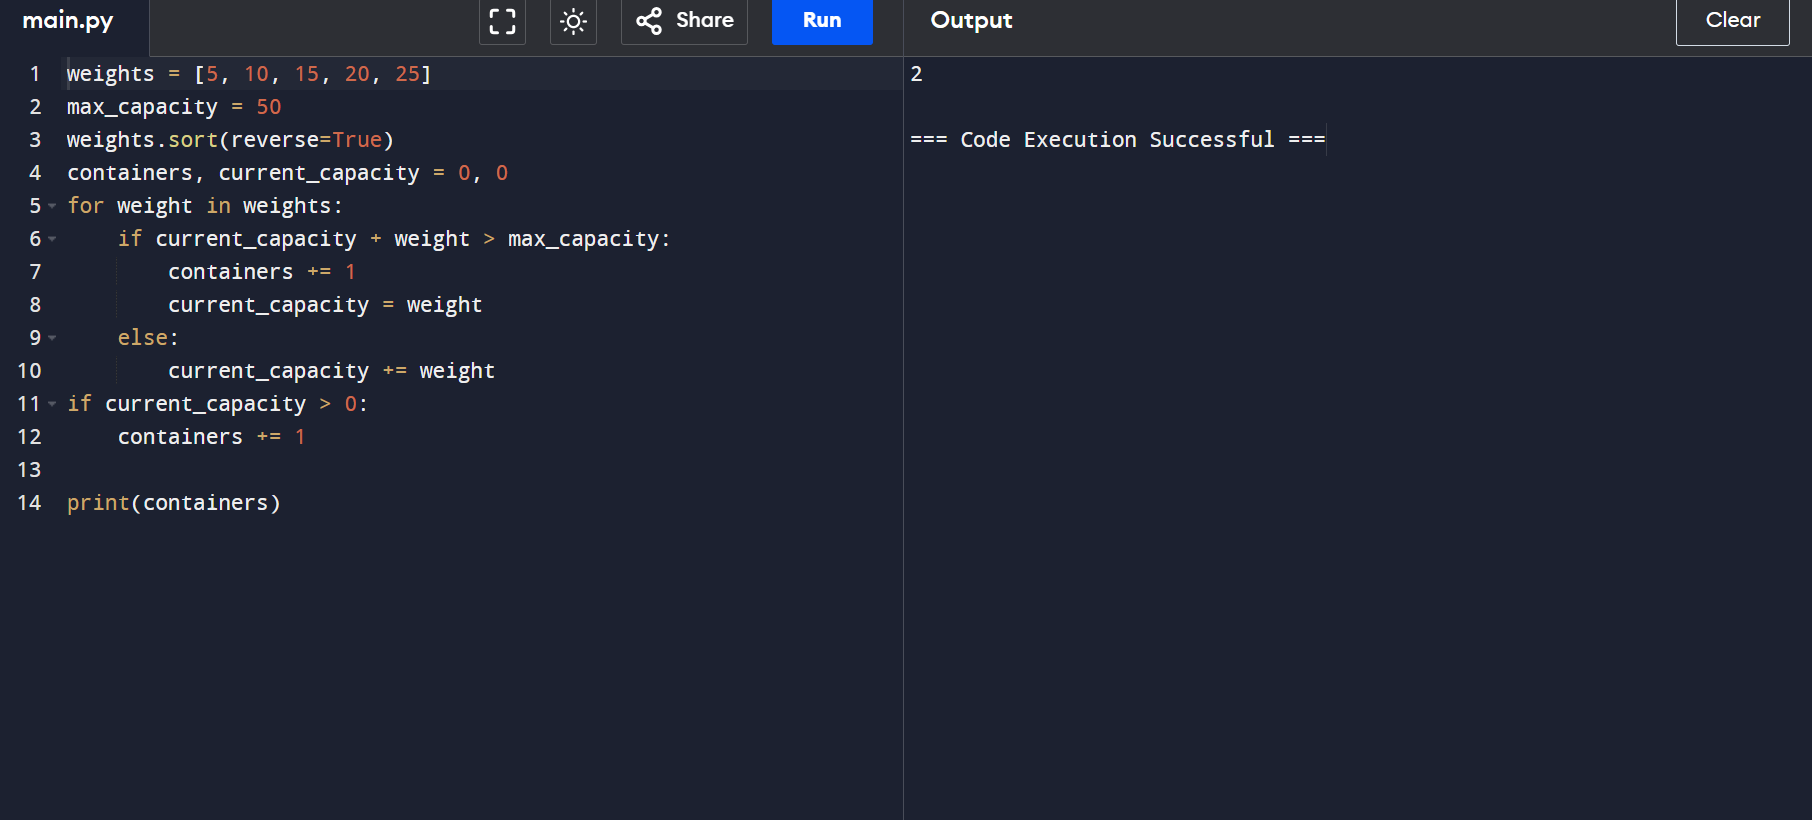 main.py
Share
Run
Output
Clear
1 weights = [5, 10, 15, 20, 25]
2 max_capacity = 50
3 weights.sort(reverse=True)
4 containers, current_capacity = 0, 0
5 for weight in weights:
6     if current_capacity + weight > max_capacity:
7         containers += 1
8         current_capacity = weight
9     else:
10         current_capacity += weight
11 if current_capacity > 0:
12     containers += 1
13
14 print(containers)
2
=== Code Execution Successful ===